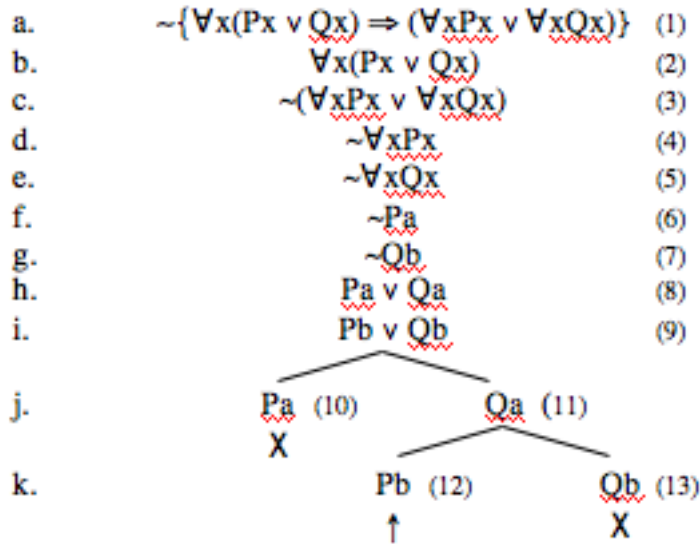 a. ~{∀x(Px v Qx) ⇒ (∀xPx v ∀xQx)} (1)
b. ∀x(Px v Qx) (2)
c. ~(∀xPx v ∀xQx) (3)
d. ~∀xPx (4)
e. ~∀xQx (5)
f. ~Pa (6)
g. ~Qb (7)
h. Pa v Qa (8)
i. Pb v Qb (9)
j. Pa (10) Qa (11)
X
k. Pb (12) Qb (13)
↑ X